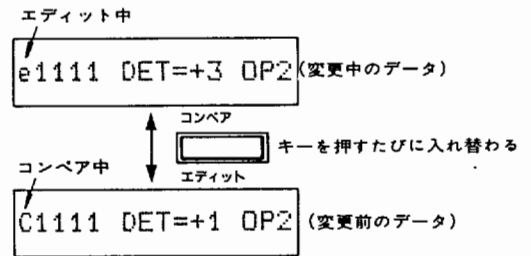 エディット中
e1111 DET=+3 OP2(変更中のデータ)
コンペア
キーを押すたびに入れ替わる
エディット
コンペア中
C1111 DET=+1 OP2(変更前のデータ)